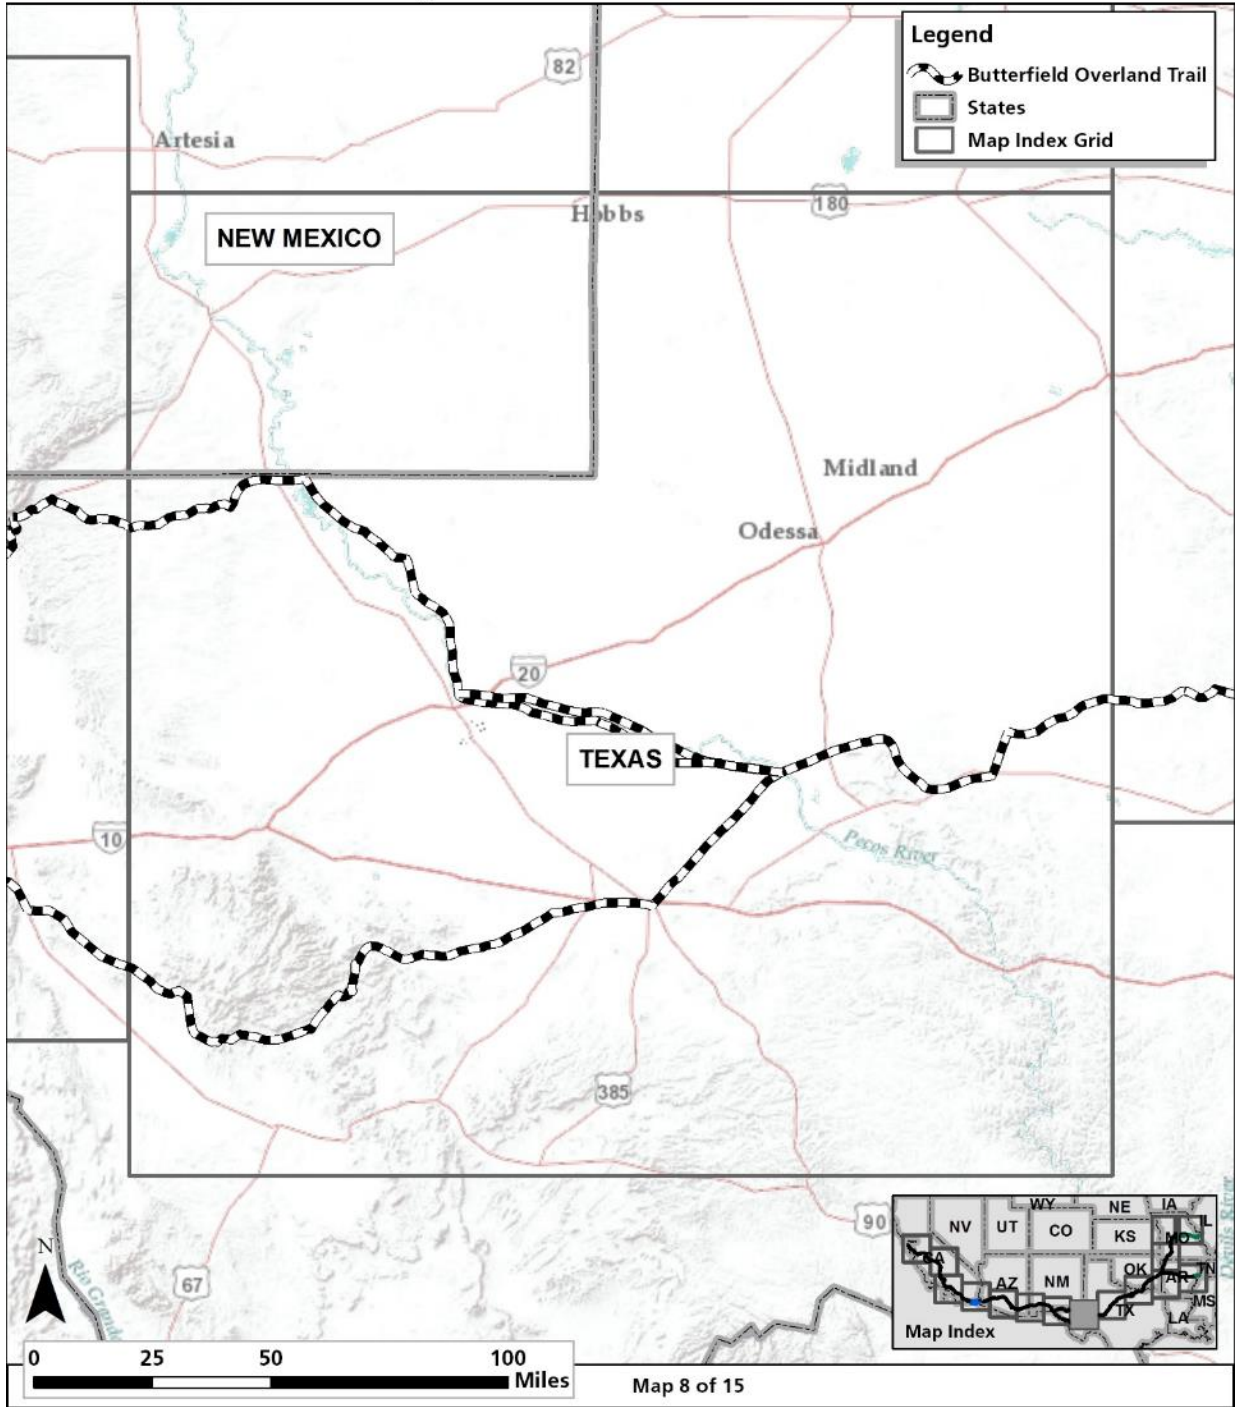 Legend
Butterfield Overland Trail
States
Map Index Grid
82
Artesia
180
Hobbs
NEW MEXICO
Midland
Odessa
20
TEXAS
10
Pecos River
385
90
67
Rio Grande
Devils River
N
WY
NE
IA
IL
NV
UT
CO
KS
MO
CA
OK
TN
AZ
NM
AR
MS
TX
LA
Map Index
0 25 50 100
Miles
Map 8 of 15